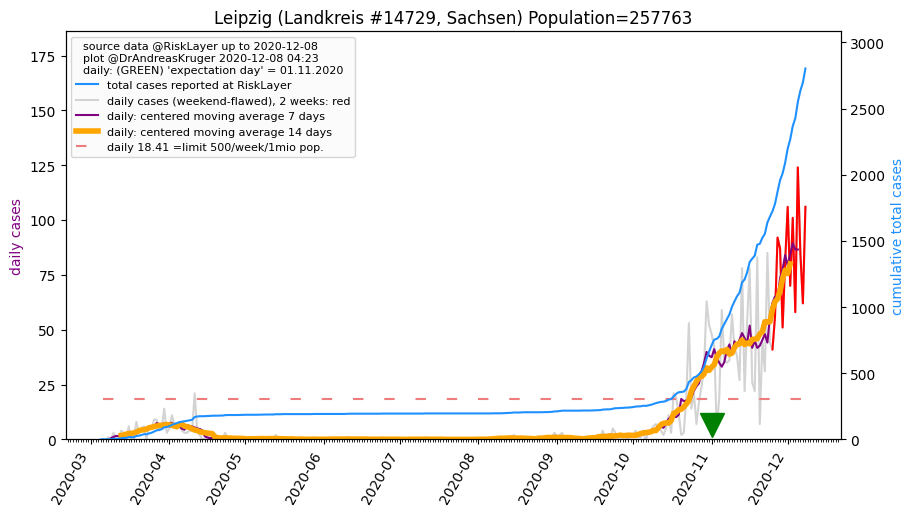 Leipzig (Landkreis #14729, Sachsen) Population=257763
source data @RiskLayer up to 2020-12-08
plot @DrAndreasKruger 2020-12-08 04:23
daily: (GREEN) 'expectation day' = 01.11.2020
total cases reported at RiskLayer
daily cases (weekend-flawed), 2 weeks: red
daily: centered moving average 7 days
daily: centered moving average 14 days
daily 18.41 =limit 500/week/1mio pop.
daily cases
175
150
125
100
75
50
25
0
cumulative total cases
3000
2500
2000
1500
1000
500
0
2020-03
2020-04
2020-05
2020-06
2020-07
2020-08
2020-09
2020-10
2020-11
2020-12